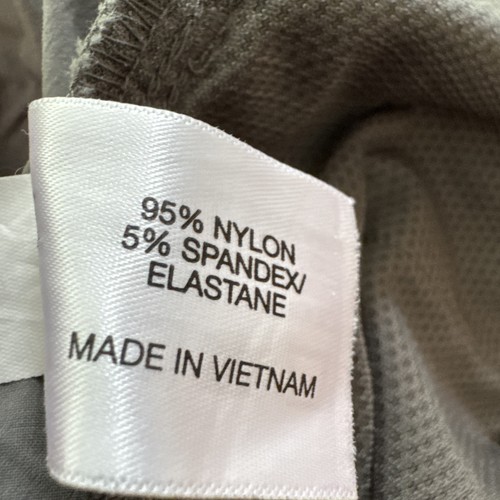 95% NYLON
5% SPANDEX/
ELASTANE
MADE IN VIETNAM